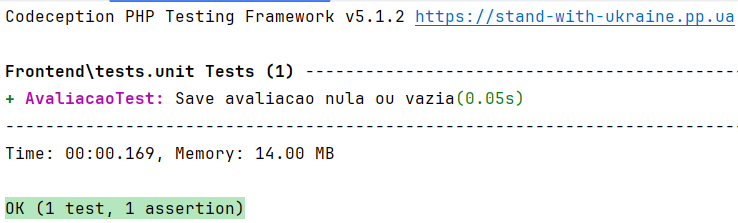 Codeception PHP Testing Framework v5.1.2 https://stand-with-ukraine.pp.ua
Frontend\tests.unit Tests (1) --------------------------------------------
+ AvaliacaoTest: Save avaliacao nula ou vazia(0.05s)
--------------------------------------------------------------------------
Time: 00:00.169, Memory: 14.00 MB
OK (1 test, 1 assertion)